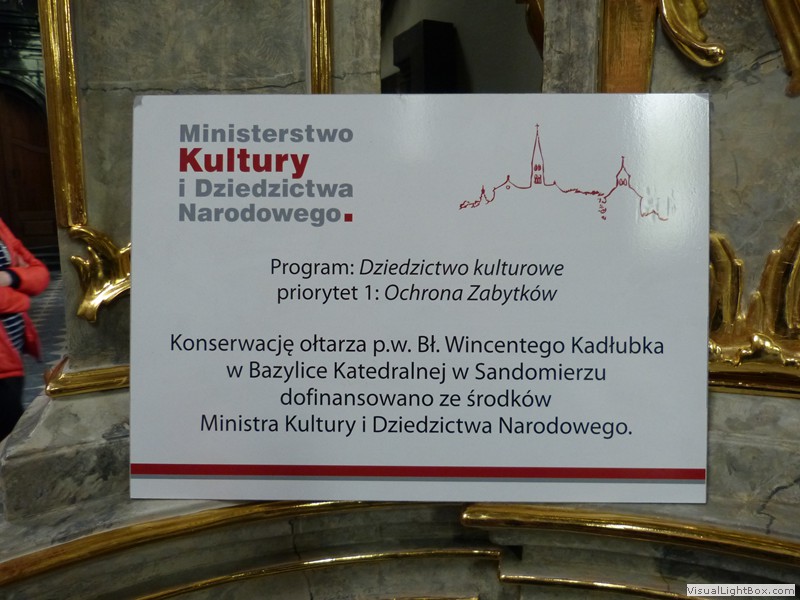 Ministerstwo
Kultury
i Dziedzictwa
Narodowego.
Program: Dziedzictwo kulturowe
priorytet 1: Ochrona Zabytków
Konserwację ołtarza p.w. Bł. Wincentego Kadłubka
w Bazylice Katedralnej w Sandomierzu
dofinansowano ze środków
Ministra Kultury i Dziedzictwa Narodowego.
VisualLightBox.com